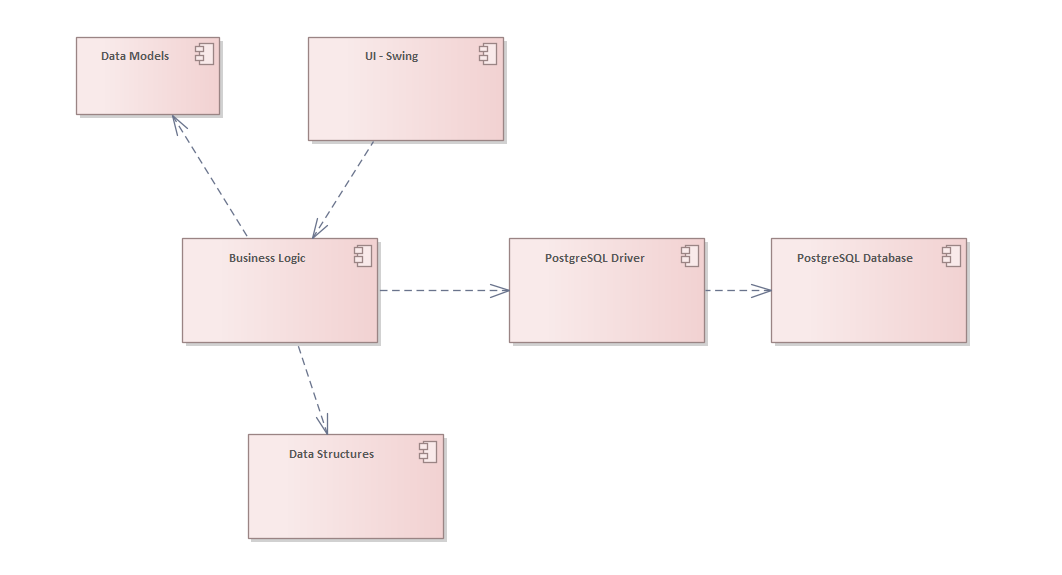 Data Models
UI - Swing
Business Logic
PostgreSQL Driver
PostgreSQL Database
Data Structures